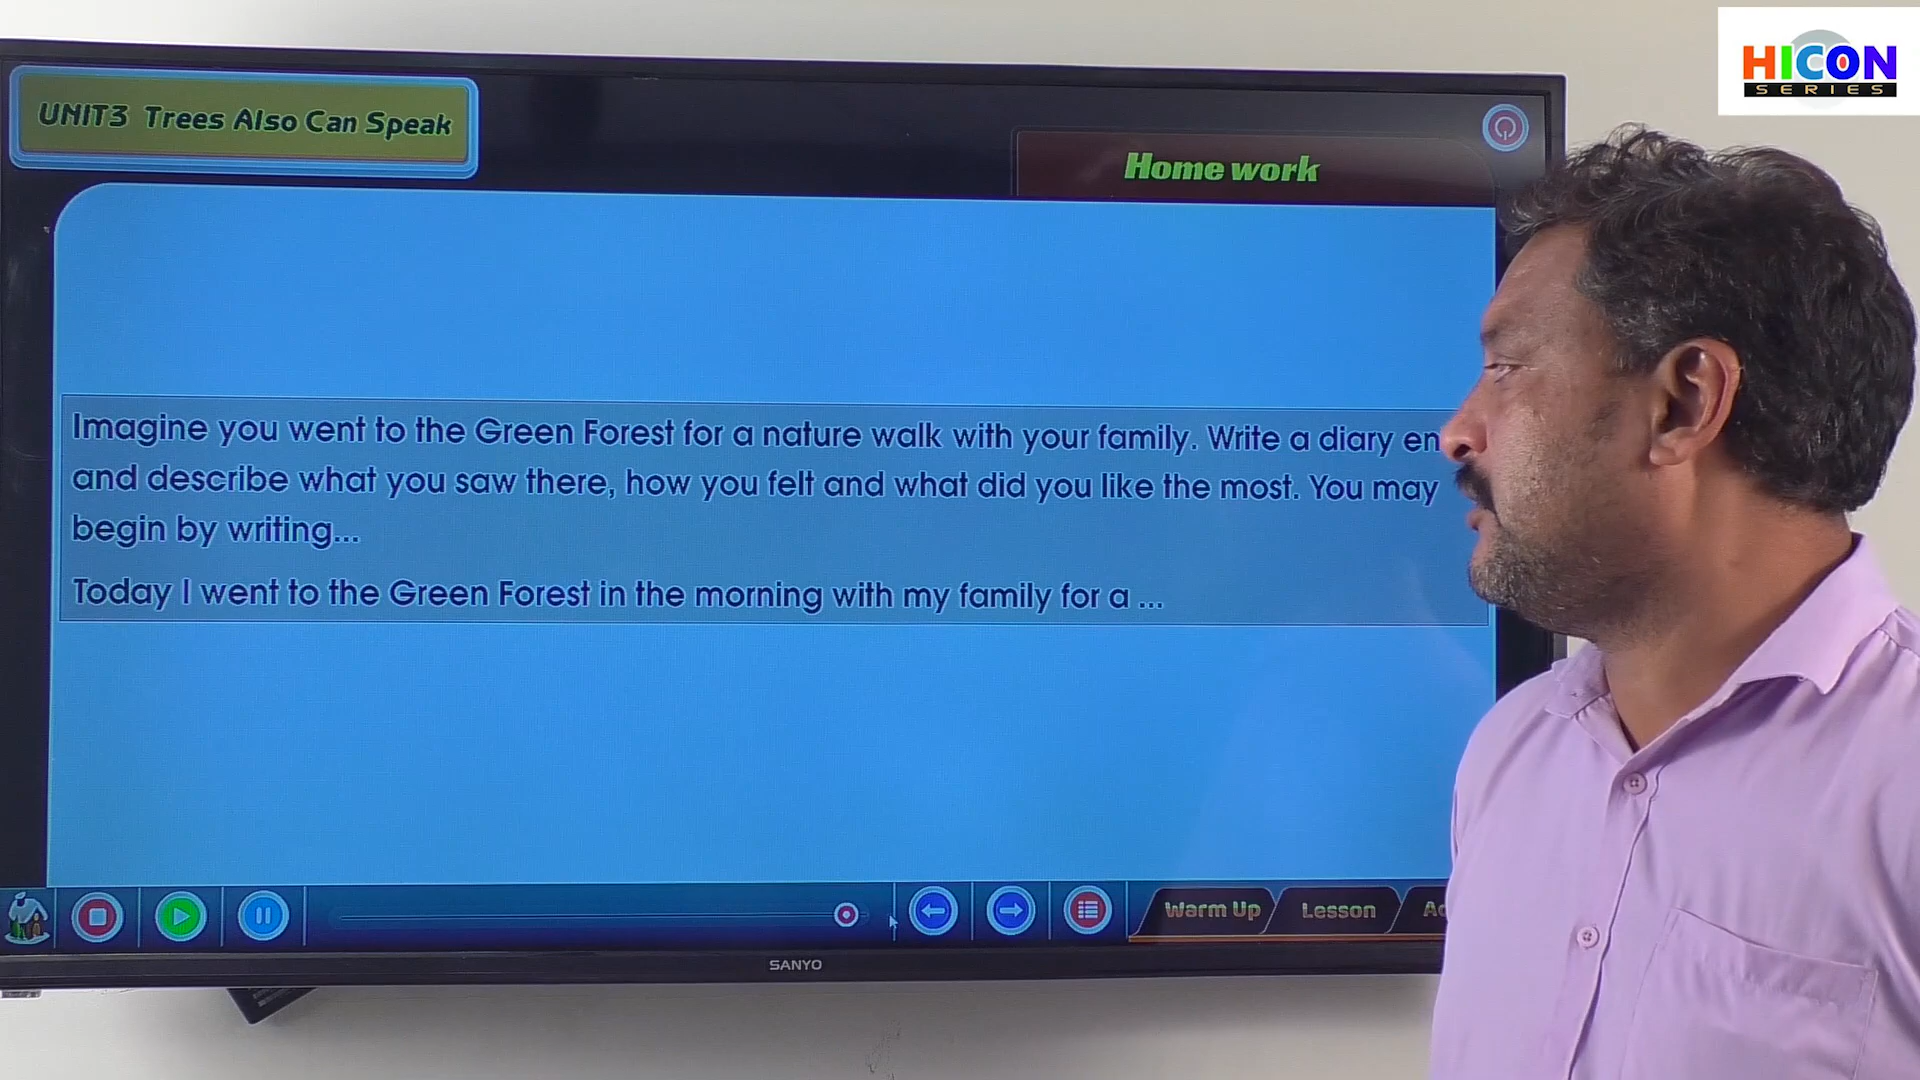 HICON
SERIES
UNIT3 Trees Also Can Speak
Home work
Imagine you went to the Green Forest for a nature walk with your family. Write a diary en
and describe what you saw there, how you felt and what did you like the most. You may
begin by writing...
Today I went to the Green Forest in the morning with my family for a ...
Warm Up Lesson
SANYO